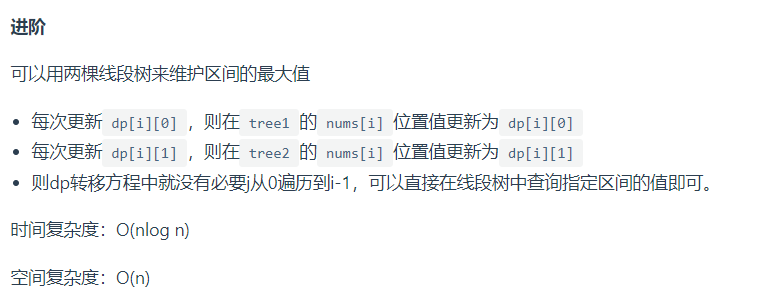 进阶
可以用两棵线段树来维护区间的最大值
每次更新 dp[i][0] ，则在 tree1 的 nums[i] 位置值更新为 dp[i][0]
每次更新 dp[i][1] ，则在 tree2 的 nums[i] 位置值更新为 dp[i][1]
则dp转移方程中就没有必要j从0遍历到i-1，可以直接在线段树中查询指定区间的值即可。
时间复杂度：O(nlog n)
空间复杂度：O(n)